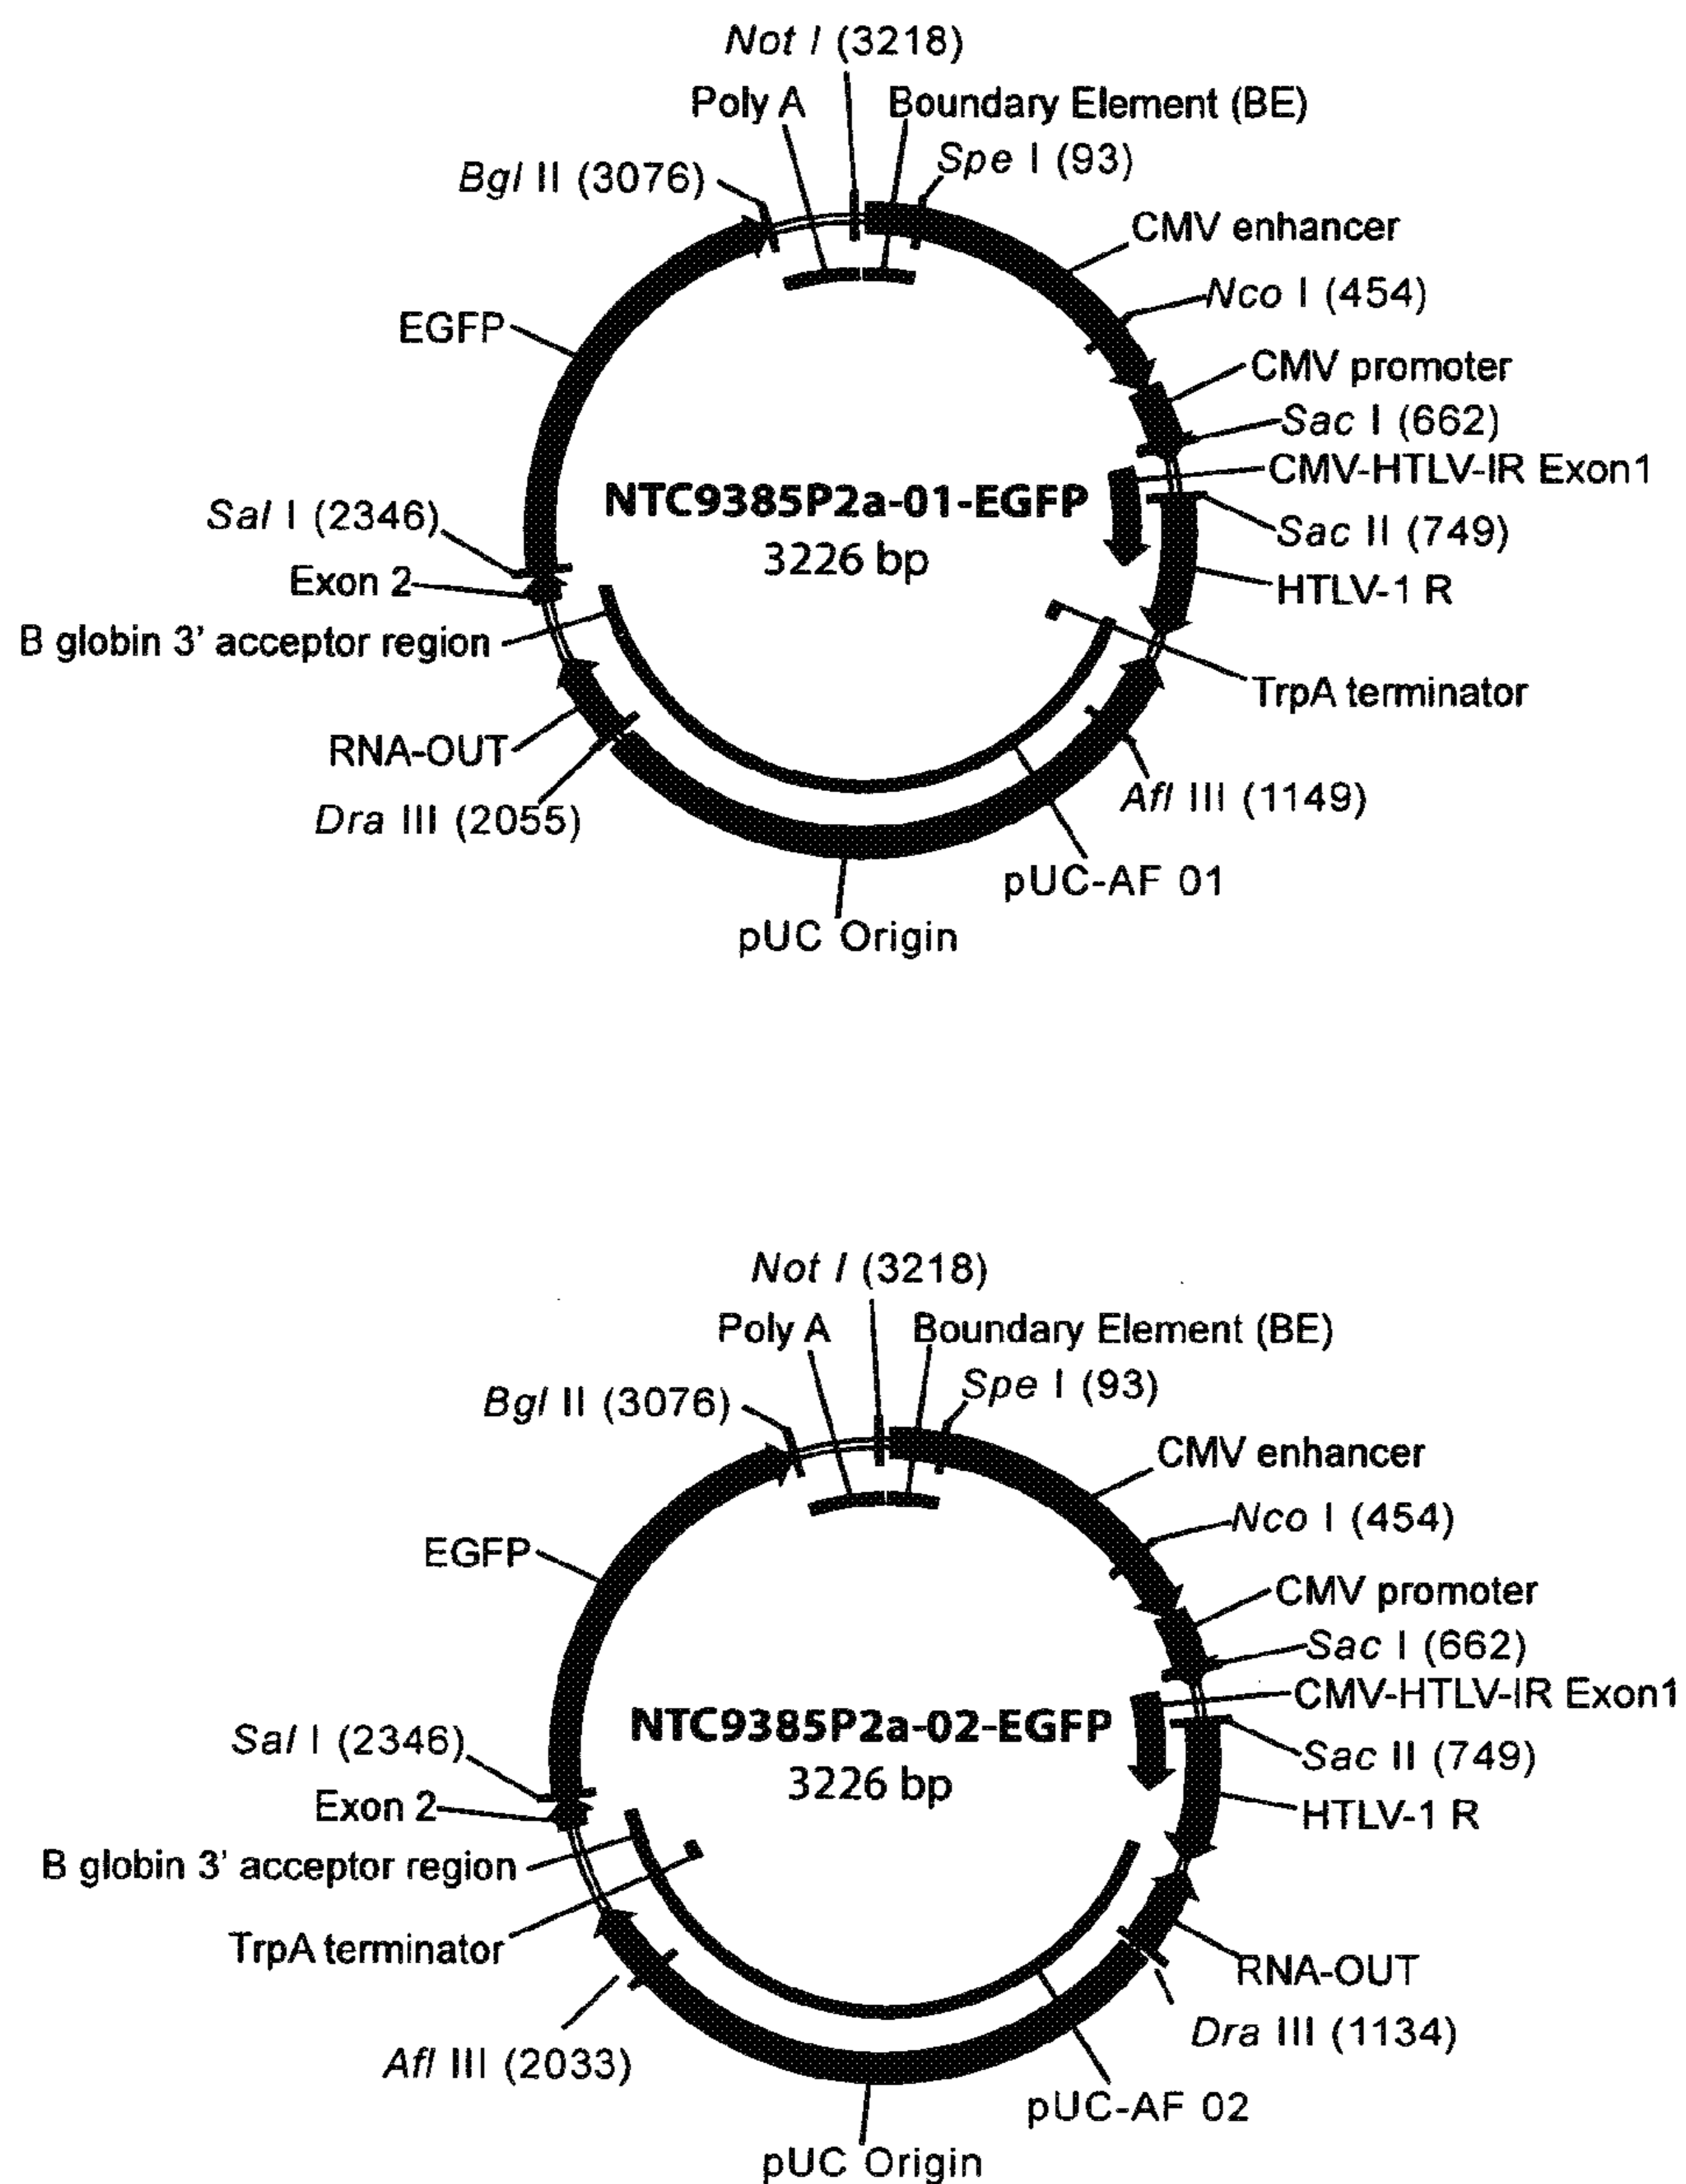 Not I (3218)
Poly A
Boundary Element (BE)
Spe I (93)
Bgl II (3076)
CMV enhancer
Nco I (454)
EGFP
CMV promoter
Sac I (662)
CMV-HTLV-IR Exon1
NTC9385P2a-01-EGFP
3226 bp
Sal I (2346)
Sac II (749)
Exon 2
HTLV-1 R
B globin 3' acceptor region
TrpA terminator
RNA-OUT
Afl III (1149)
Dra III (2055)
pUC-AF 01
pUC Origin
Not I (3218)
Poly A
Boundary Element (BE)
Spe I (93)
Bgl II (3076)
CMV enhancer
Nco I (454)
EGFP
CMV promoter
Sac I (662)
CMV-HTLV-IR Exon1
NTC9385P2a-02-EGFP
3226 bp
Sal I (2346)
Sac II (749)
Exon 2
HTLV-1 R
B globin 3' acceptor region
TrpA terminator
RNA-OUT
Dra III (1134)
Afl III (2033)
pUC-AF 02
pUC Origin